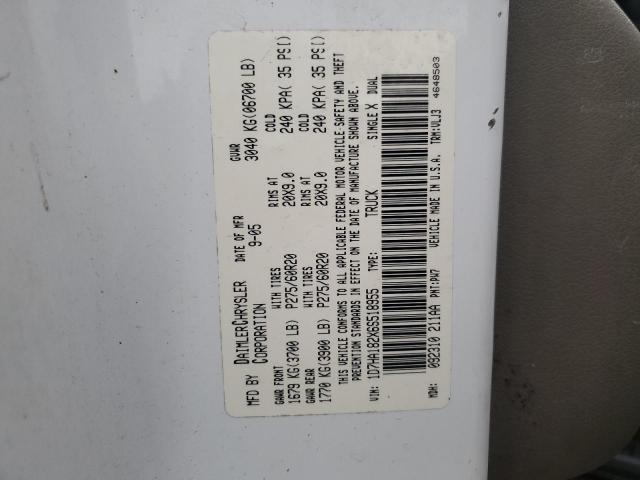 MFD BY DAIMLERCHRYSLER CORPORATION
DATE OF MFR 9-05
GVWR 3040 KG(06700 LB)
GAWR FRONT WITH TIRES RIMS AT COLD
1679 KG(3700 LB) P275/60R20 20X9.0 240 KPA( 35 PSI)
GAWR REAR WITH TIRES RIMS AT COLD
1770 KG(3900 LB) P275/60R20 20X9.0 240 KPA( 35 PSI)
THIS VEHICLE CONFORMS TO ALL APPLICABLE FEDERAL MOTOR VEHICLE-SAFETY AND THEFT
PREVENTION STANDARDS IN EFFECT ON THE DATE OF MANUFACTURE SHOWN ABOVE.
VIN: 1D7HA182X6S518955 TYPE: TRUCK SINGLE X DUAL
MDH: 092310 211AA PNT:PW7 VEHICLE MADE IN U.S.A. TRM:VLJ3 4648503